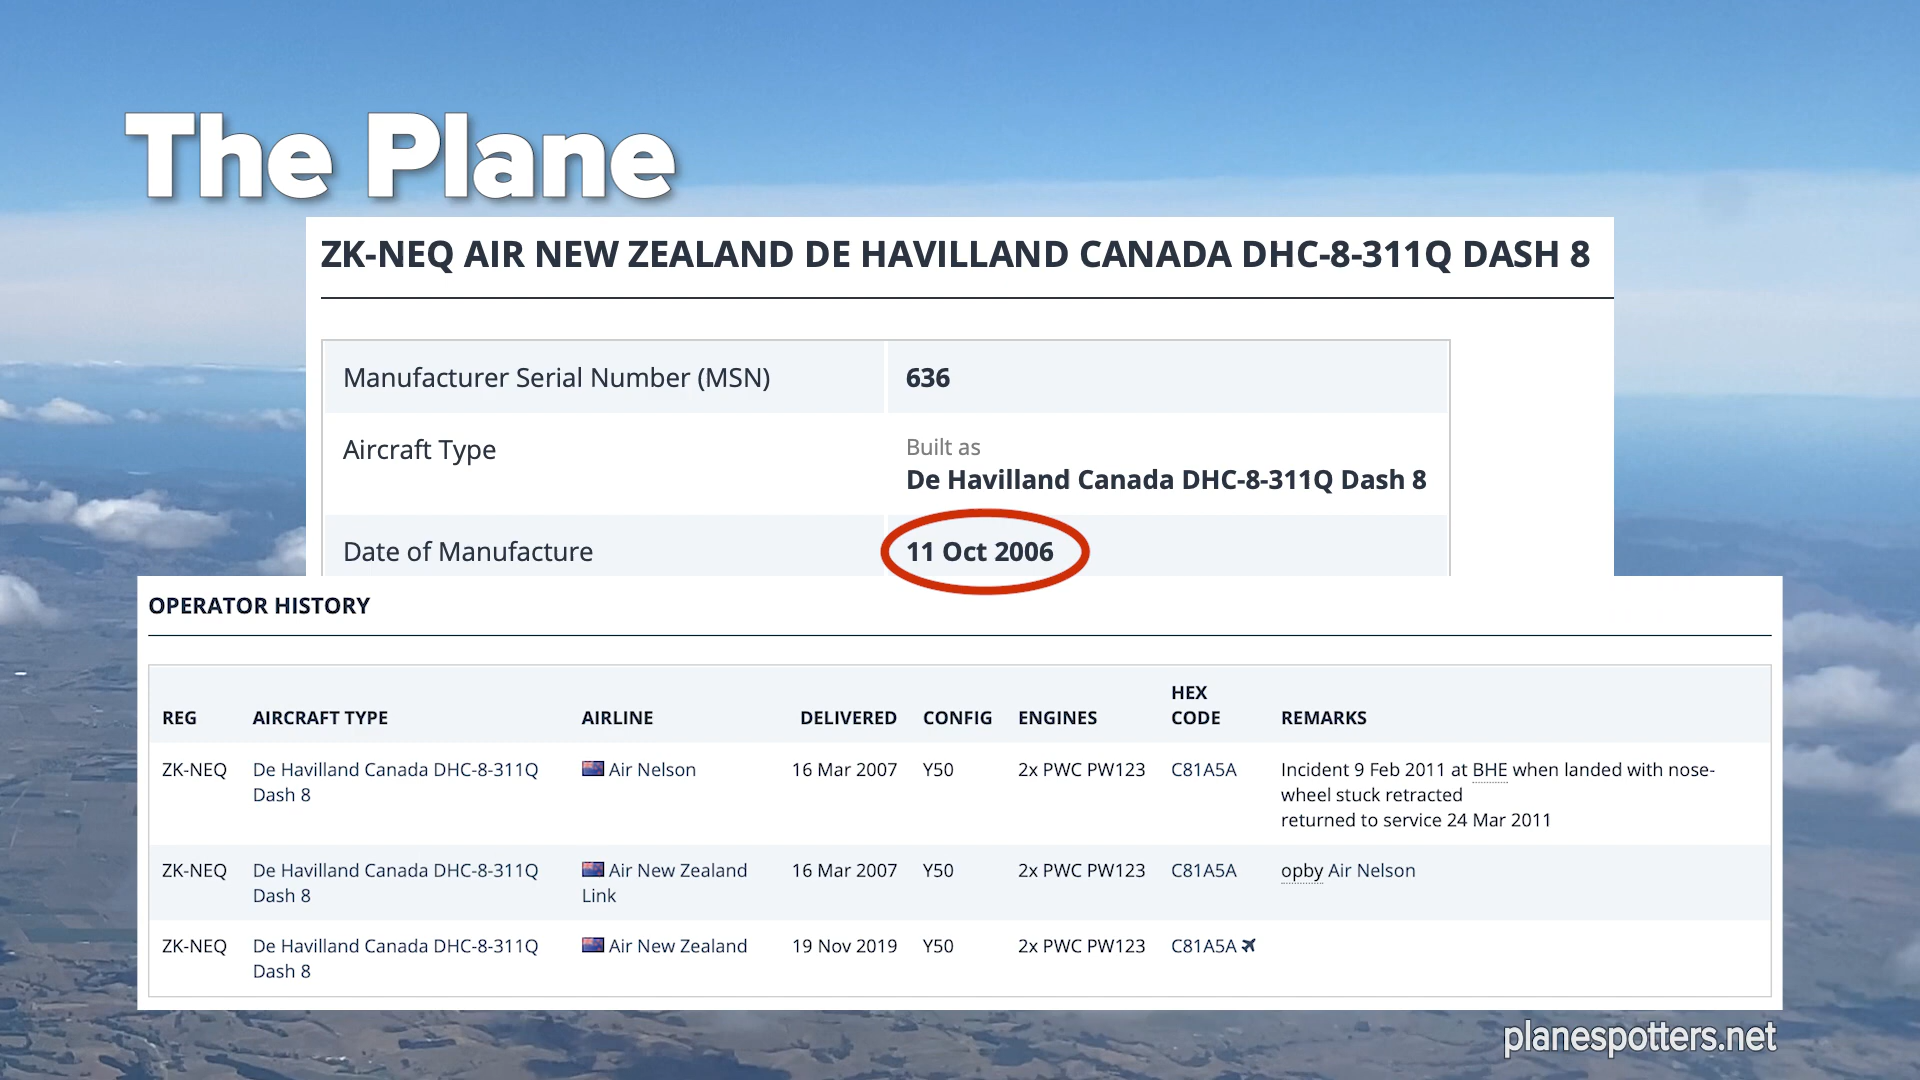 The Plane
ZK-NEQ AIR NEW ZEALAND DE HAVILLAND CANADA DHC-8-311Q DASH 8
Manufacturer Serial Number (MSN) 636
Aircraft Type Built as
De Havilland Canada DHC-8-311Q Dash 8
Date of Manufacture 11 Oct 2006
OPERATOR HISTORY
REG AIRCRAFT TYPE AIRLINE DELIVERED CONFIG ENGINES HEX CODE REMARKS
ZK-NEQ De Havilland Canada DHC-8-311Q Air Nelson 16 Mar 2007 Y50 2x PWC PW123 C81A5A Incident 9 Feb 2011 at BHE when landed with nose-
Dash 8 wheel stuck retracted
returned to service 24 Mar 2011
ZK-NEQ De Havilland Canada DHC-8-311Q Air New Zealand 16 Mar 2007 Y50 2x PWC PW123 C81A5A opby Air Nelson
Dash 8 Link
ZK-NEQ De Havilland Canada DHC-8-311Q Air New Zealand 19 Nov 2019 Y50 2x PWC PW123 C81A5A
Dash 8
planespotters.net